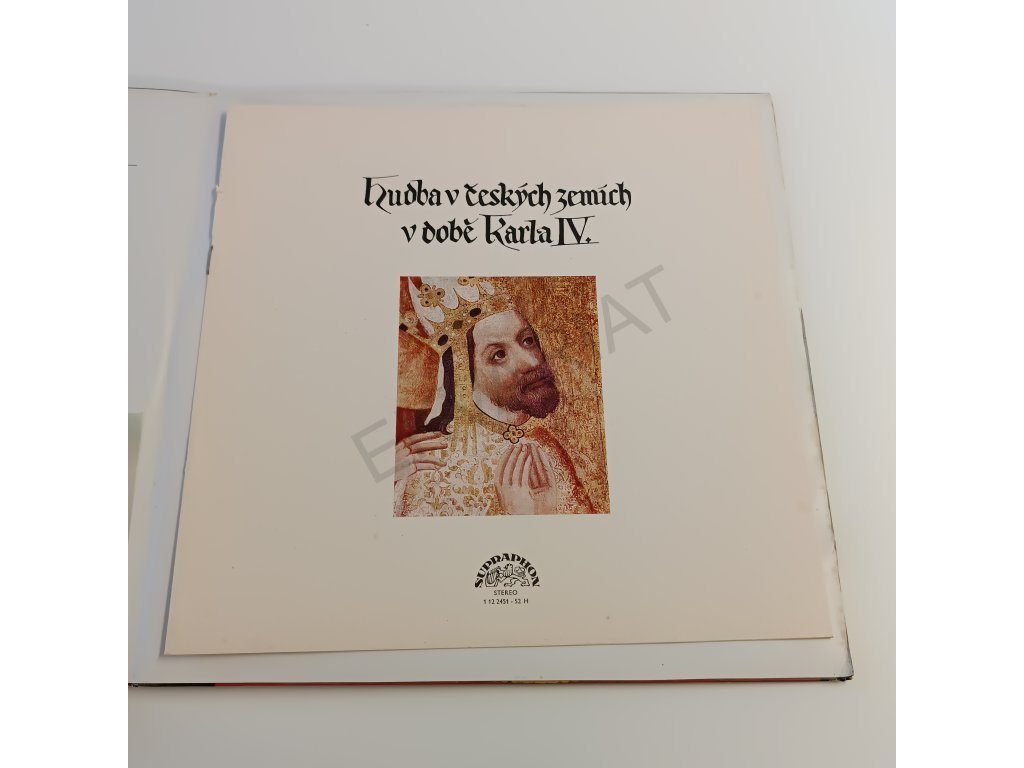 Hudba v českých zemích
v době Karla IV.
SUPRAPHON
STEREO
1 12 2451 - 52 H